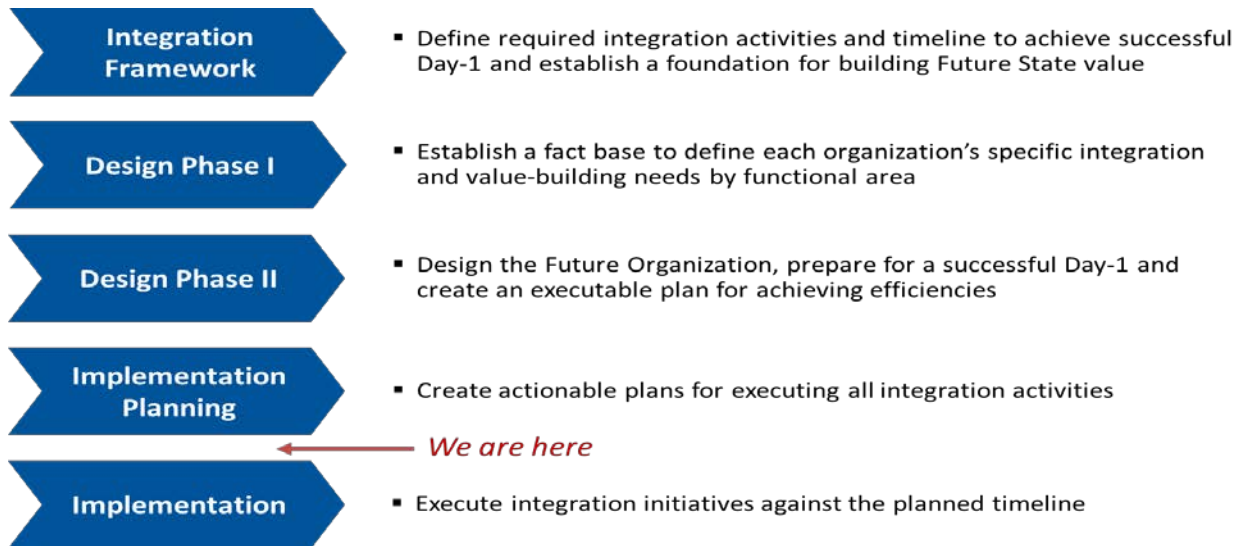 Integration
Framework
▪ Define required integration activities and timeline to achieve successful
Day-1 and establish a foundation for building Future State value
Design Phase I
▪ Establish a fact base to define each organization's specific integration
and value-building needs by functional area
Design Phase II
▪ Design the Future Organization, prepare for a successful Day-1 and
create an executable plan for achieving efficiencies
Implementation
Planning
▪ Create actionable plans for executing all integration activities
We are here
Implementation
▪ Execute integration initiatives against the planned timeline